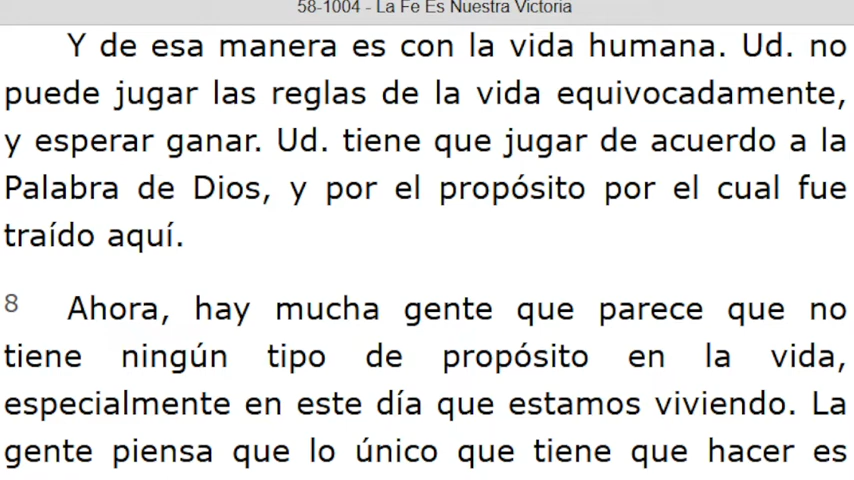 58-1004 - La Fe Es Nuestra Victoria
Y de esa manera es con la vida humana. Ud. no
puede jugar las reglas de la vida equivocadamente,
y esperar ganar. Ud. tiene que jugar de acuerdo a la
Palabra de Dios, y por el propósito por el cual fue
traído aquí.
8 Ahora, hay mucha gente que parece que no
tiene ningún tipo de propósito en la vida,
especialmente en este día que estamos viviendo. La
gente piensa que lo único que tiene que hacer es